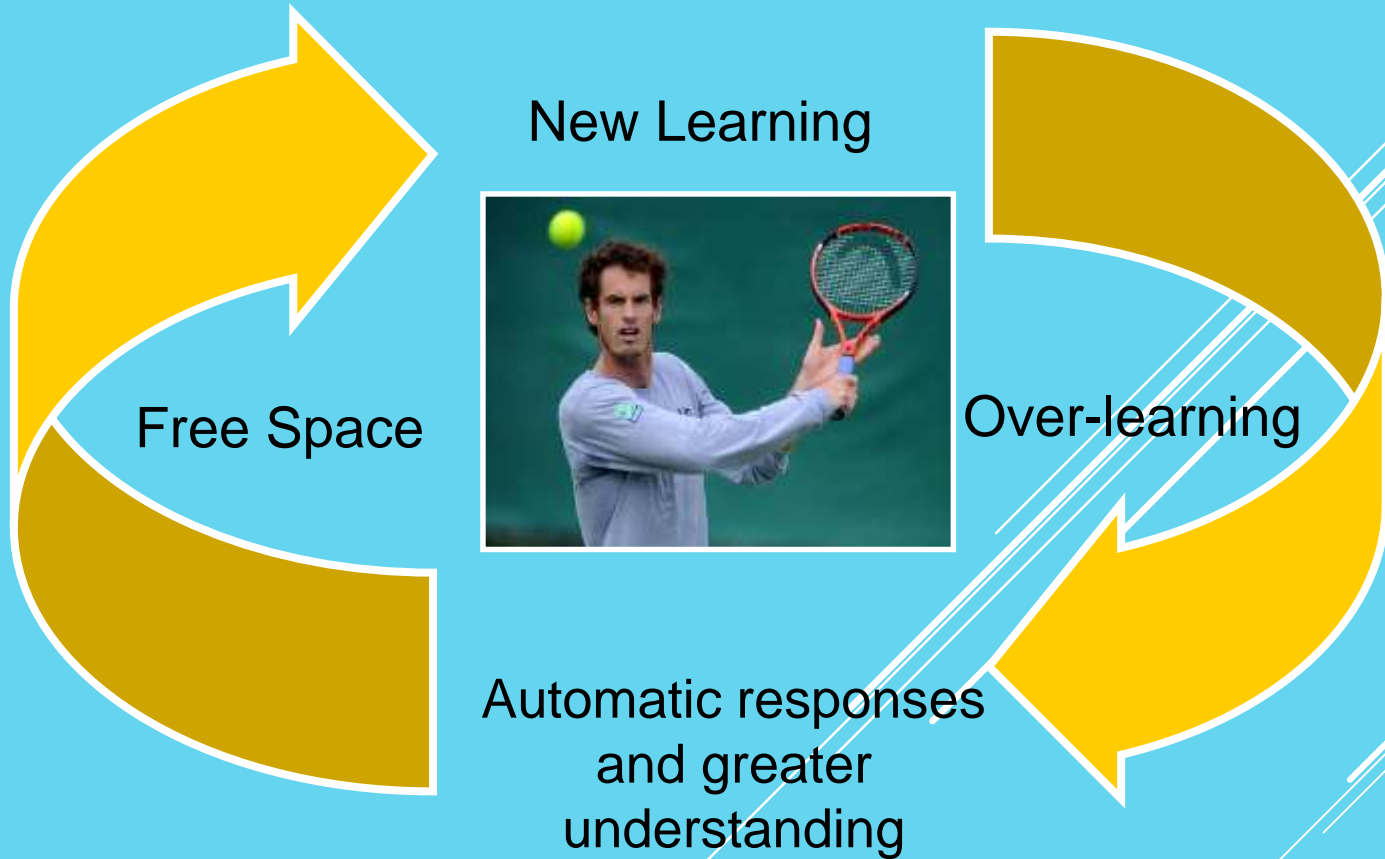 New Learning
Free Space
Over-learning
Automatic responses
and greater
understanding